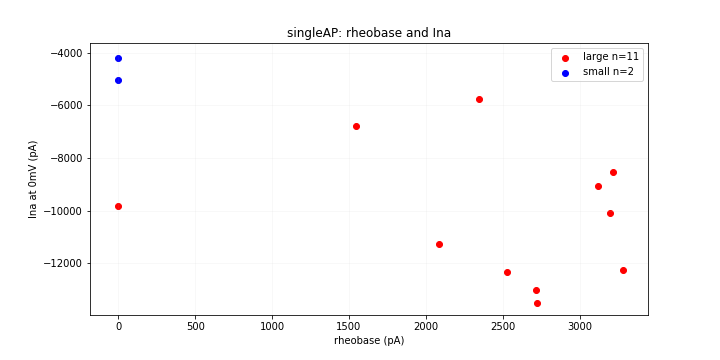 singleAP: rheobase and Ina
large n=11
small n=2
Ina at 0mV (pA)
−4000
−6000
−8000
−10000
−12000
0 500 1000 1500 2000 2500 3000
rheobase (pA)